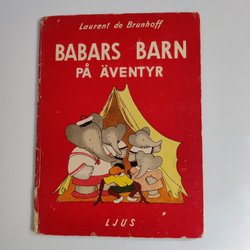 Laurent de Brunhoff
BABARS BARN
PÅ ÄVENTYR
LJUS